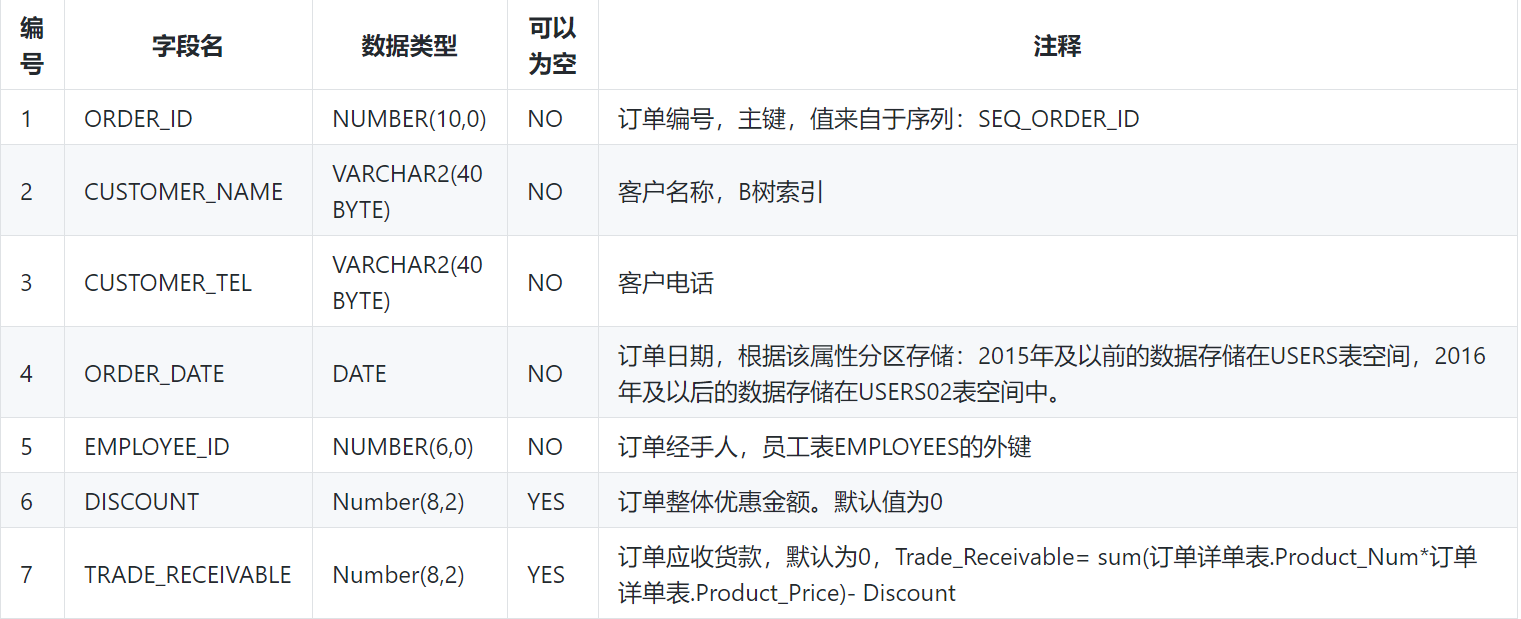 编号 字段名 数据类型 可以为空 注释
1 ORDER_ID NUMBER(10,0) NO 订单编号，主键，值来自于序列：SEQ_ORDER_ID
2 CUSTOMER_NAME VARCHAR2(40 BYTE) NO 客户名称，B树索引
3 CUSTOMER_TEL VARCHAR2(40 BYTE) NO 客户电话
4 ORDER_DATE DATE NO 订单日期，根据该属性分区存储：2015年及以前的数据存储在USERS表空间，2016年及以后的数据存储在USERS02表空间中。
5 EMPLOYEE_ID NUMBER(6,0) NO 订单经手人，员工表EMPLOYEES的外键
6 DISCOUNT Number(8,2) YES 订单整体优惠金额。默认值为0
7 TRADE_RECEIVABLE Number(8,2) YES 订单应收货款，默认为0，Trade_Receivable= sum(订单详单表.Product_Num*订单详单表.Product_Price)- Discount